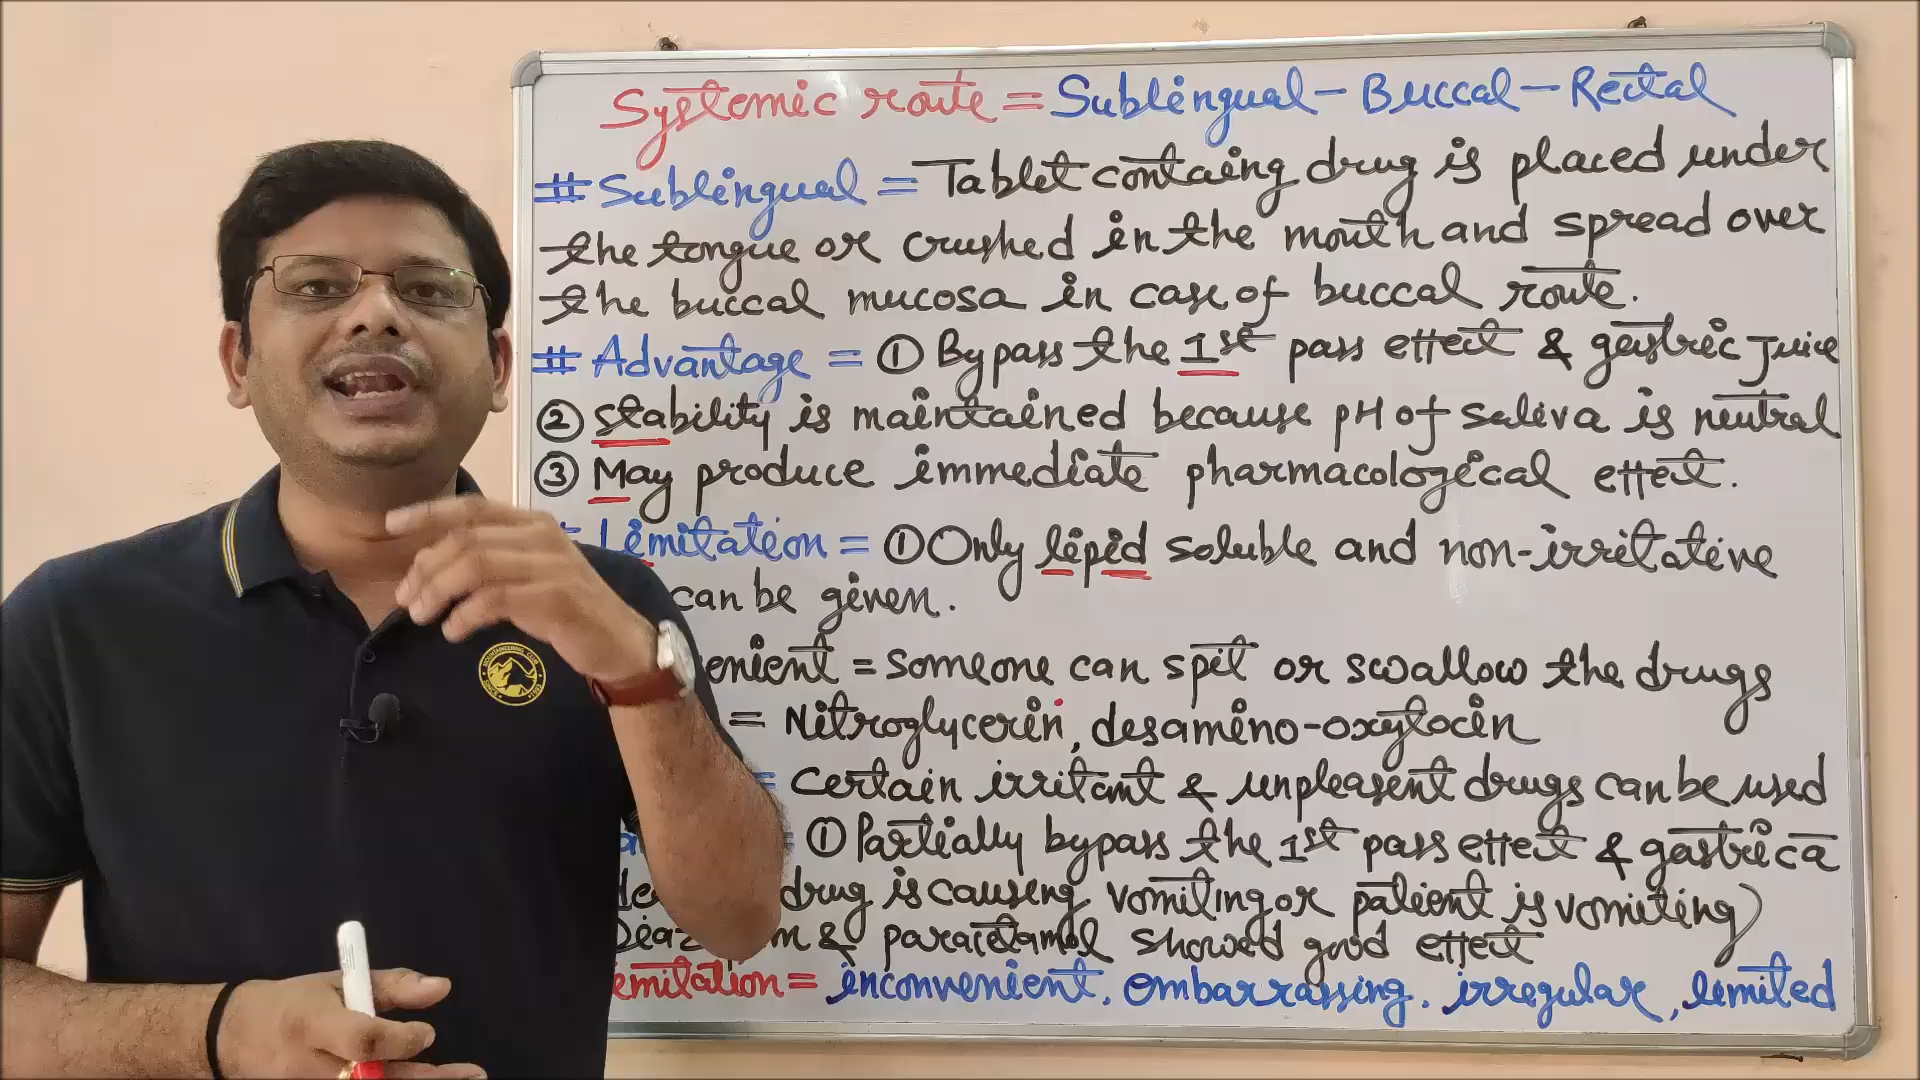 Systemic route = Sublingual - Buccal - Rectal
# Sublingual = Tablet containg drug is placed under
the tongue or crushed in the mouth and spread over
the buccal mucosa in case of buccal route.
# Advantage = ① Bypass the 1st pass effect & gastric Juice
② stability is maintained because pH of saliva is neutral
③ May produce immediate pharmacological effect.
Limitation = ① Only lipid soluble and non-irritative
can be given.
enient = someone can spit or swallow the drugs
= Nitroglycerin, desamino-oxytocin
= certain irritant & unpleasent drugs can be used
= ① Partially bypass the 1st pass effect & gastric
drug is causing vomiting or patient is vomiting)
m & paracetamol showed good effect
imitation = inconvenient, embarrassing, irregular, limited
MOUNTAINEERING CLUB